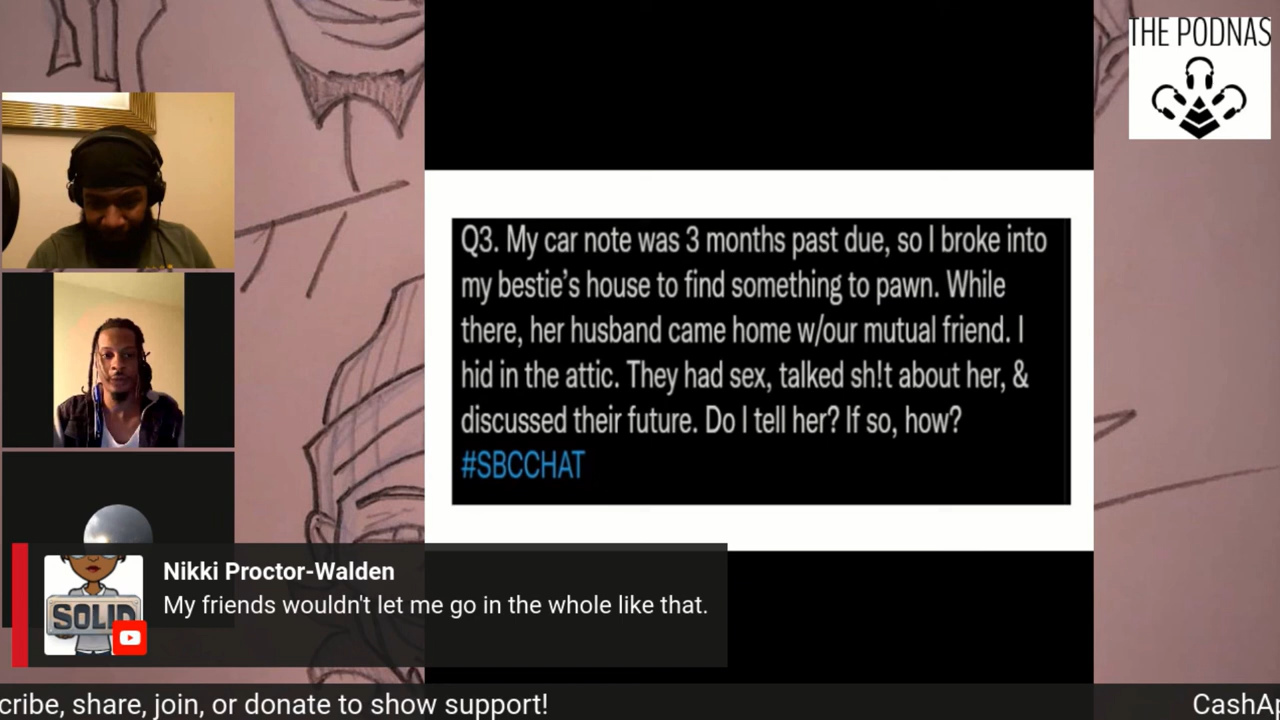 THE PODNAS
Q3. My car note was 3 months past due, so I broke into
my bestie’s house to find something to pawn. While
there, her husband came home w/our mutual friend. I
hid in the attic. They had sex, talked sh!t about her, &
discussed their future. Do I tell her? If so, how?
#SBCCHAT
Nikki Proctor-Walden
My friends wouldn't let me go in the whole like that.
SOLID
cribe, share, join, or donate to show support!
CashAp